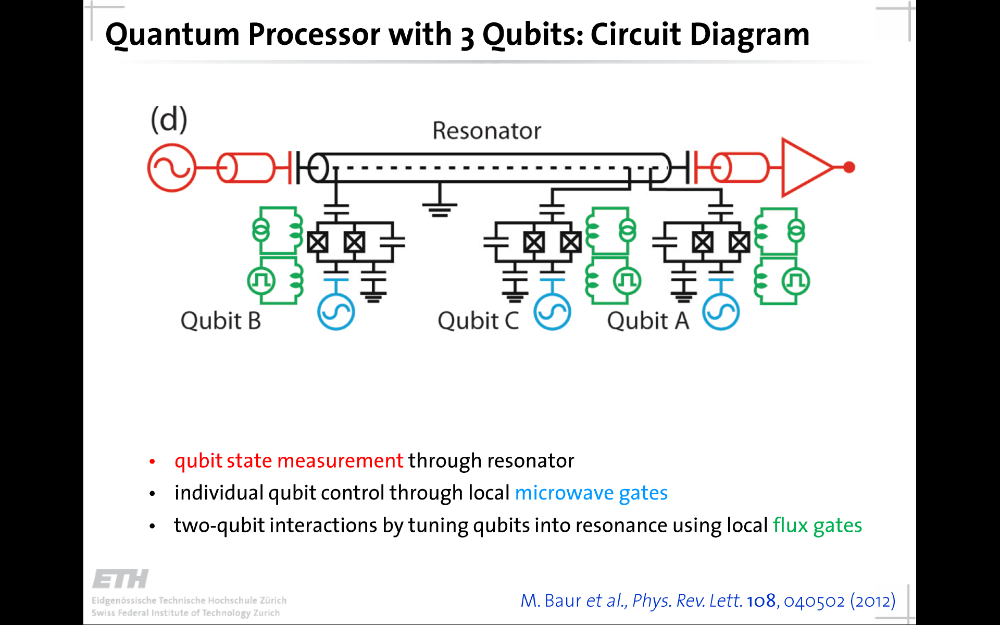 Quantum Processor with 3 Qubits: Circuit Diagram
(d)
Resonator
Qubit B
Qubit C
Qubit A
• qubit state measurement through resonator
• individual qubit control through local microwave gates
• two-qubit interactions by tuning qubits into resonance using local flux gates
ETH
Eidgenössische Technische Hochschule Zürich
Swiss Federal Institute of Technology Zurich
M. Baur et al., Phys. Rev. Lett. 108, 040502 (2012)